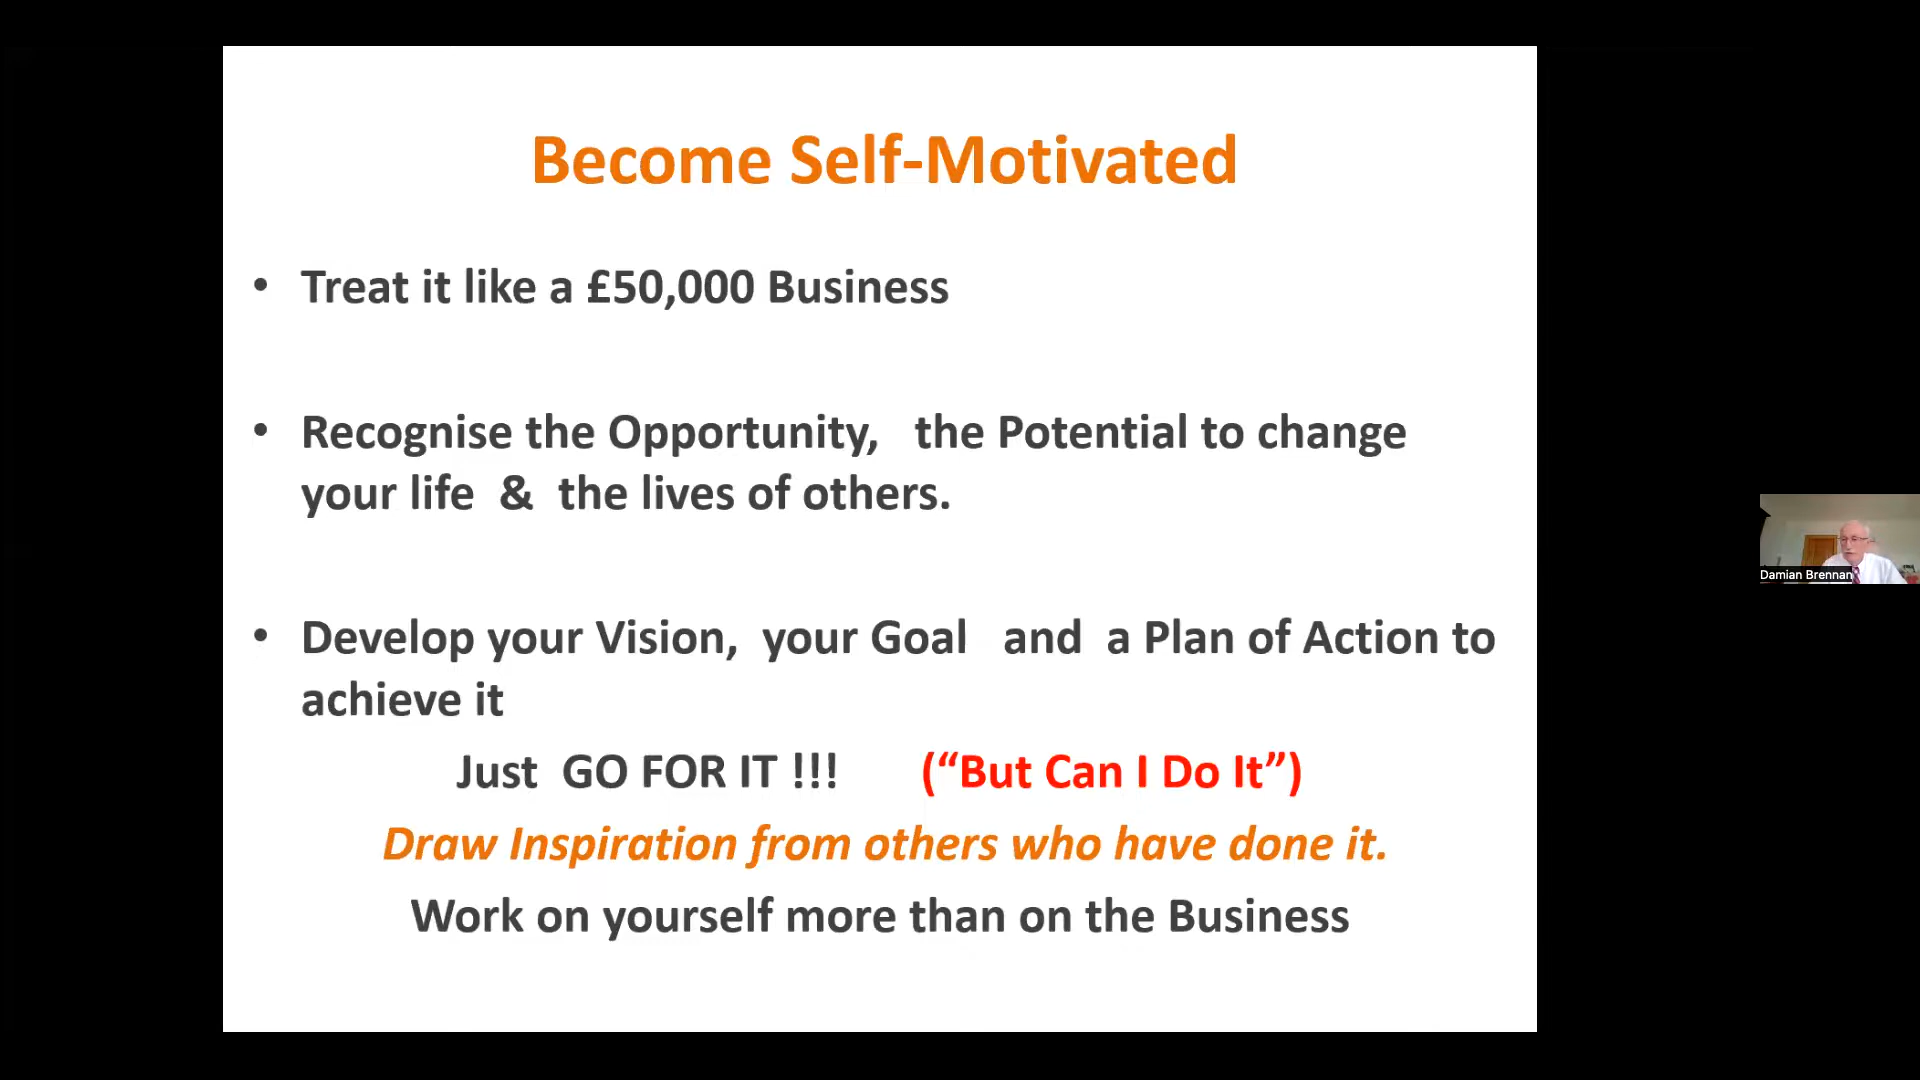 Become Self-Motivated
• Treat it like a £50,000 Business
• Recognise the Opportunity, the Potential to change
your life & the lives of others.
• Develop your Vision, your Goal and a Plan of Action to
achieve it
Just GO FOR IT !!! (“But Can I Do It”)
Draw Inspiration from others who have done it.
Work on yourself more than on the Business
Damian Brennan